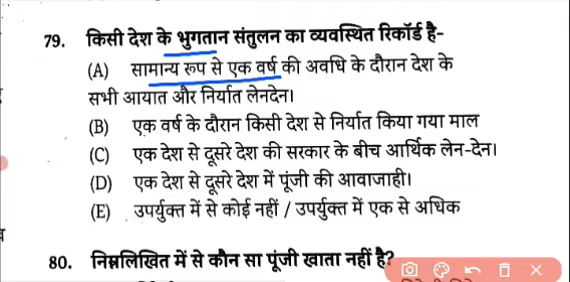 79. किसी देश के भुगतान संतुलन का व्यवस्थित रिकॉर्ड है-
(A) सामान्य रूप से एक वर्ष की अवधि के दौरान देश के
सभी आयात और निर्यात लेनदेन।
(B) एक वर्ष के दौरान किसी देश से निर्यात किया गया माल
(C) एक देश से दूसरे देश की सरकार के बीच आर्थिक लेन-देन।
(D) एक देश से दूसरे देश में पूंजी की आवाजाही।
(E) उपर्युक्त में से कोई नहीं / उपर्युक्त में एक से अधिक
80. निम्नलिखित में से कौन सा पूंजी खाता नहीं है?